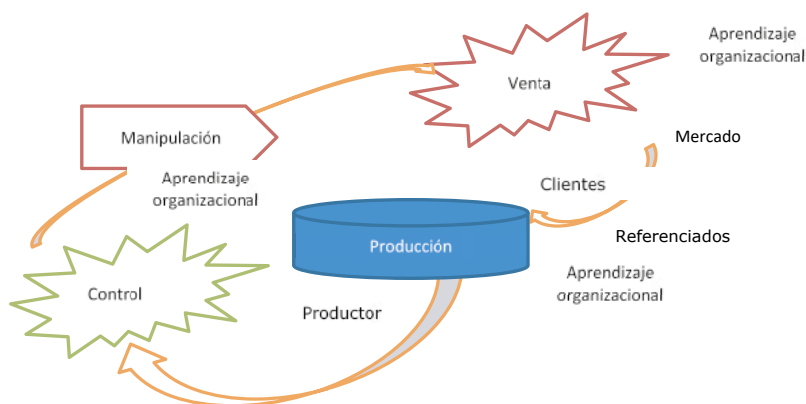 Aprendizaje
organizacional
Venta
Mercado
Manipulación
Aprendizaje
organizacional
Clientes
Referenciados
Producción
Aprendizaje
organizacional
Control
Productor